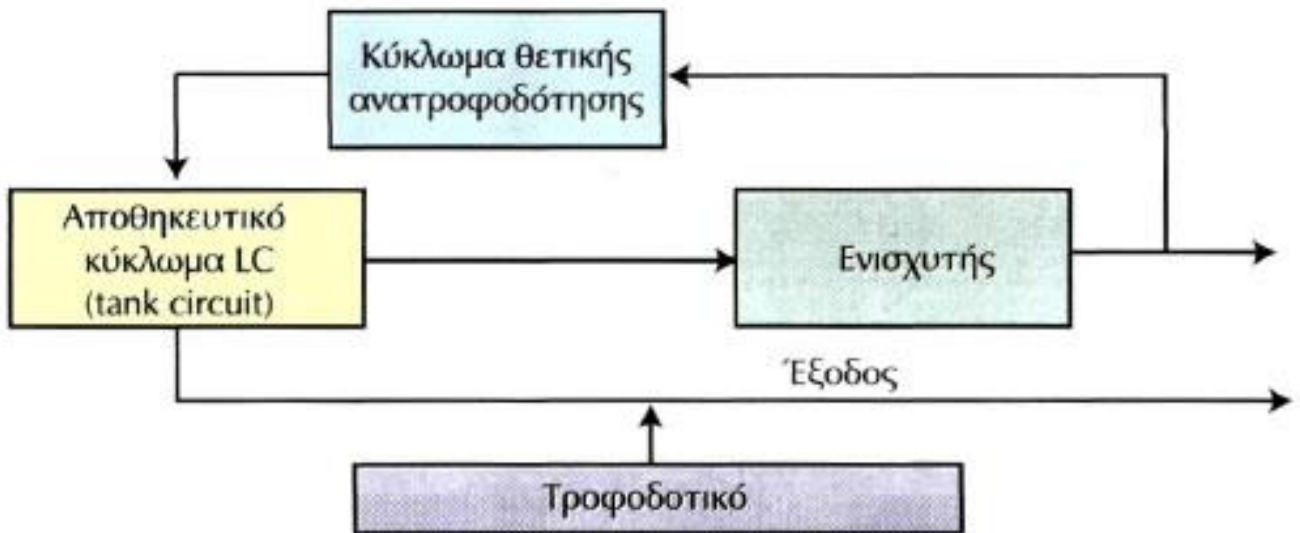 Κύκλωμα θετικής
ανατροφοδότησης
Αποθηκευτικό
κύκλωμα LC
(tank circuit)
Ενισχυτής
Έξοδος
Τροφοδοτικό